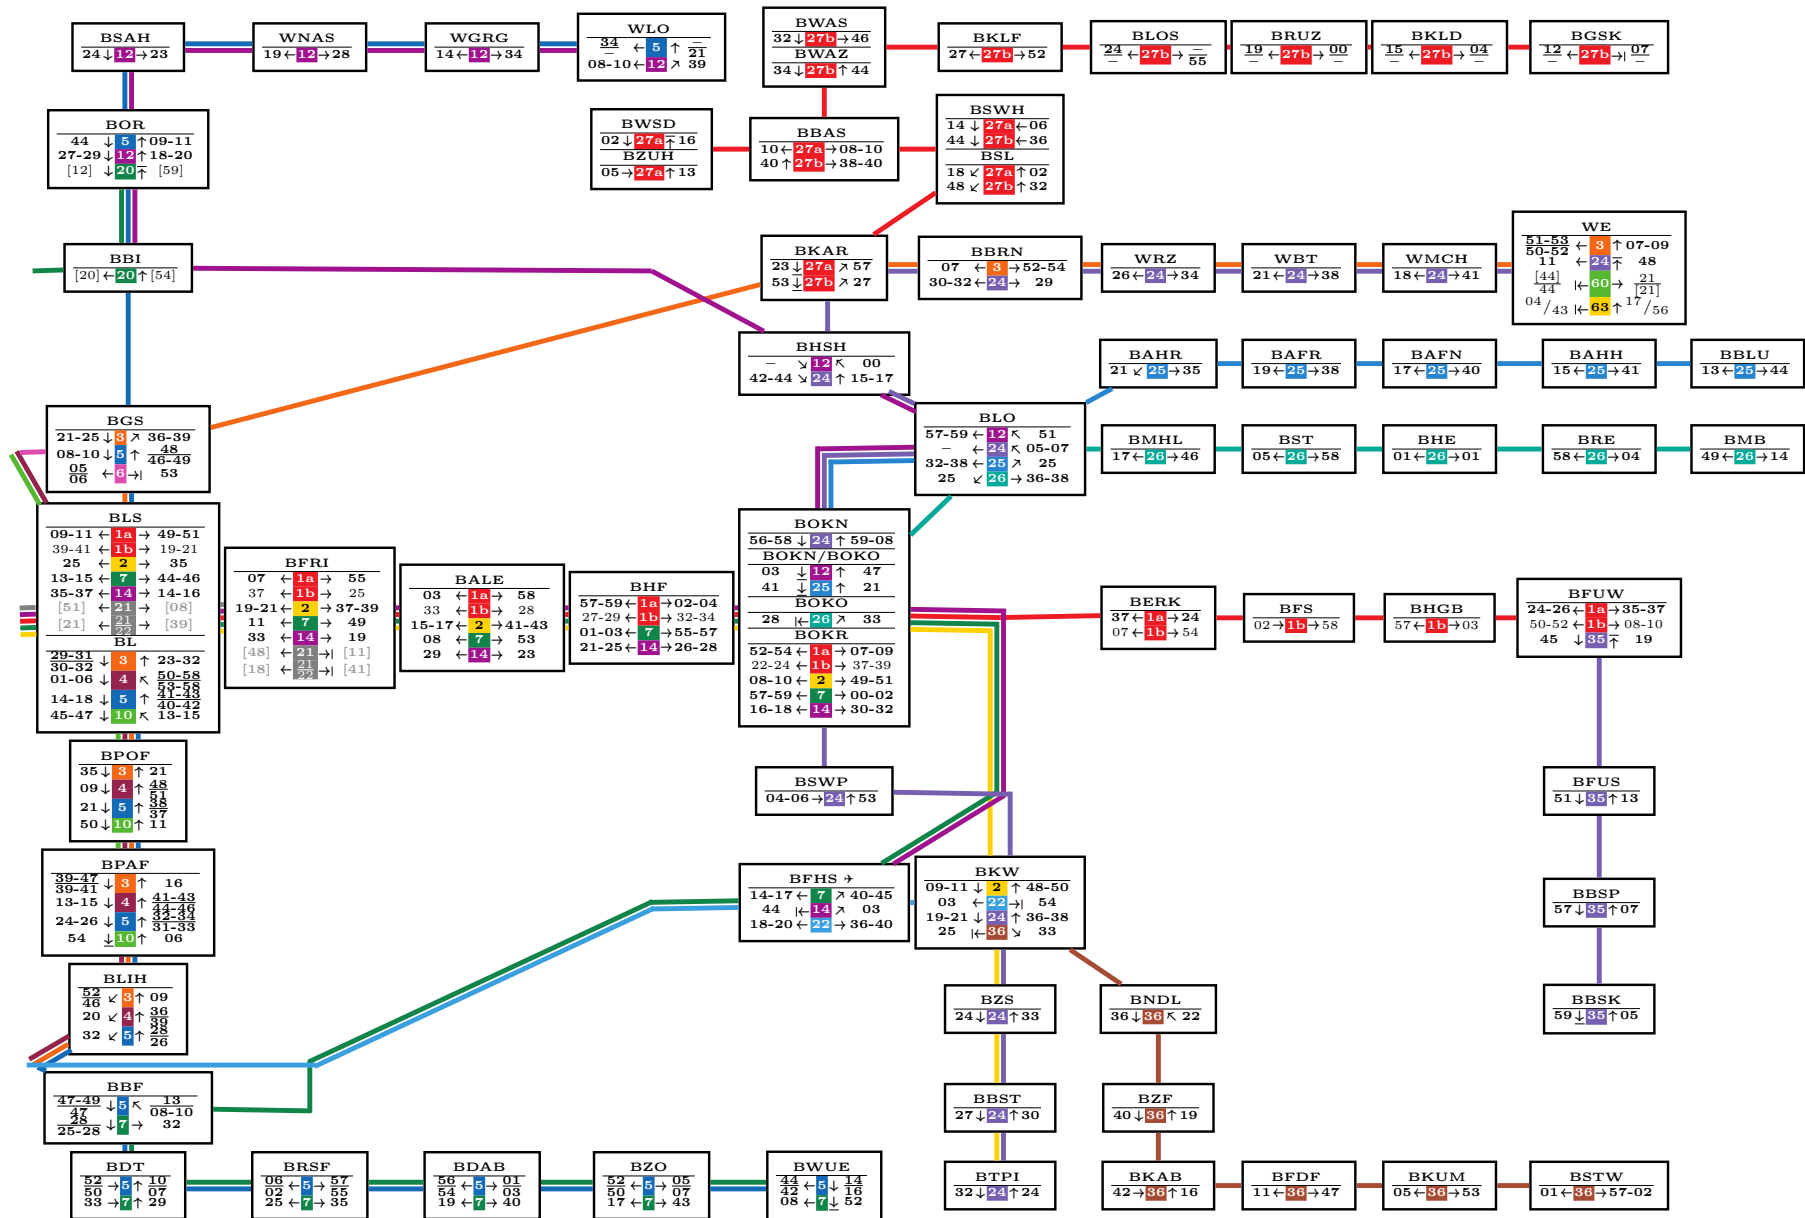 BSAH
24↓12→23
WNAS
19←12→28
WGRG
14←12→34
WLO
34/– ←5↑ –/21
08-10←12↗ 39
BWAS
32↓27b→46
BWAZ
34↓27b↑44
BKLF
27←27b→52
BLOS
24/– ←27b→ –/55
BRUZ
19/– ←27b→ 00/–
BKLD
15/– ←27b→ 04/–
BGSK
12/– ←27b→| 07/–
BOR
44 ↓5↑09-11
27-29↓12↑18-20
[12] ↓20↑ [59]
BWSD
02↓27a↑16
BZUH
05→27a↑13
BBAS
10←27a→08-10
40↑27b→38-40
BSWH
14↓27a←06
44↓27b←36
BSL
18↙27a↑02
48↙27b↑32
BBI
[20]←20↑[54]
BKAR
23↓27a↗57
53↓27b↗27
BBRN
07 ←3→52-54
30-32←24→ 29
WRZ
26←24→34
WBT
21←24→38
WMCH
18←24→41
WE
51-53/50-52 ←3↑07-09
11 ←24↑ 48
[44]/44 |←60→ 21/[21]
04/43 |←63↑17/56
BHSH
– ↘12↖ 00
42-44↘24↑15-17
BAHR
21↙25→35
BAFR
19←25→38
BAFN
17←25→40
BAHH
15←25→41
BBLU
13←25→44
BGS
21-25↓3↗36-39
08-10↓5↑ 48/46-49
05/06 ←6→| 53
BLO
57-59←12↖ 51
– ←24↖05-07
32-38←25↗ 25
25 ↙26→36-38
BMHL
17←26→46
BST
05←26→58
BHE
01←26→01
BRE
58←26→04
BMB
49←26→14
BLS
09-11←1a→49-51
39-41←1b→19-21
25 ←2→ 35
13-15←7→44-46
35-37←14→14-16
[51] ←21→ [08]
[21] ←21/22→ [39]
BL
29-31/30-32 ↓3↑ 23-32
01-06↓4↖ 50-58/53-58
14-18↓5↑ 41-43/40-42
45-47↓10↖13-15
BFRI
07 ←1a→ 55
37 ←1b→ 25
19-21←2→37-39
11 ←7→ 49
33 ←14→ 19
[48] ←21→| [11]
[18] ←21/22→| [41]
BALE
03 ←1a→ 58
33 ←1b→ 28
15-17←2→41-43
08 ←7→ 53
29 ←14→ 23
BHF
57-59←1a→02-04
27-29←1b→32-34
01-03←7→55-57
21-25←14→26-28
BOKN
56-58↓24↑59-08
BOKN/BOKO
03 ↓12↑ 47
41 ↓25↑ 21
BOKO
28 |←26↗ 33
BOKR
52-54←1a→07-09
22-24←1b→37-39
08-10←2→49-51
57-59←7→00-02
16-18←14→30-32
BERK
37←1a→24
07←1b→54
BFS
02→1b→58
BHGB
57←1b→03
BFUW
24-26←1a→35-37
50-52←1b→08-10
45 ↓35↑ 19
BPOF
35↓3↑21
09↓4↑48/51
21↓5↑38/37
50↓10↑11
BSWP
04-06→24↑53
BFUS
51↓35↑13
BPAF
39-47/39-41 ↓3↑ 16
13-15↓4↑ 41-43/44-46
24-26↓5↑ 32-34/31-33
54 ↓10↑ 06
BFHS ✈
14-17←7↗40-45
44 |←14↗ 03
18-20←22→36-40
BKW
09-11↓2↑48-50
03 ←22→| 54
19-21↓24↑36-38
25 |←36↘ 33
BBSP
57↓35↑07
BLIH
52/46 ↙3↑09
20↙4↑36/39
32↙5↑28/26
BZS
24↓24↑33
BNDL
36↓36↖22
BBSK
59↓35↑05
BBF
47-49/47 ↓5↖ 13/08-10
28/25-28 ↓7→ 32
BBST
27↓24↑30
BZF
40↓36↑19
BDT
52/50 →5↑ 10/07
33→7↑29
BRSF
06/02 ←5→ 57/55
25←7→35
BDAB
56/54 ←5→ 01/03
19←7→40
BZO
52/50 ←5→ 05/07
17←7→43
BWUE
44/42 ←5↓ 14/16
08←7↓52
BTPI
32↓24↑24
BKAB
42→36↑16
BFDF
11←36→47
BKUM
05←36→53
BSTW
01←36→57-02